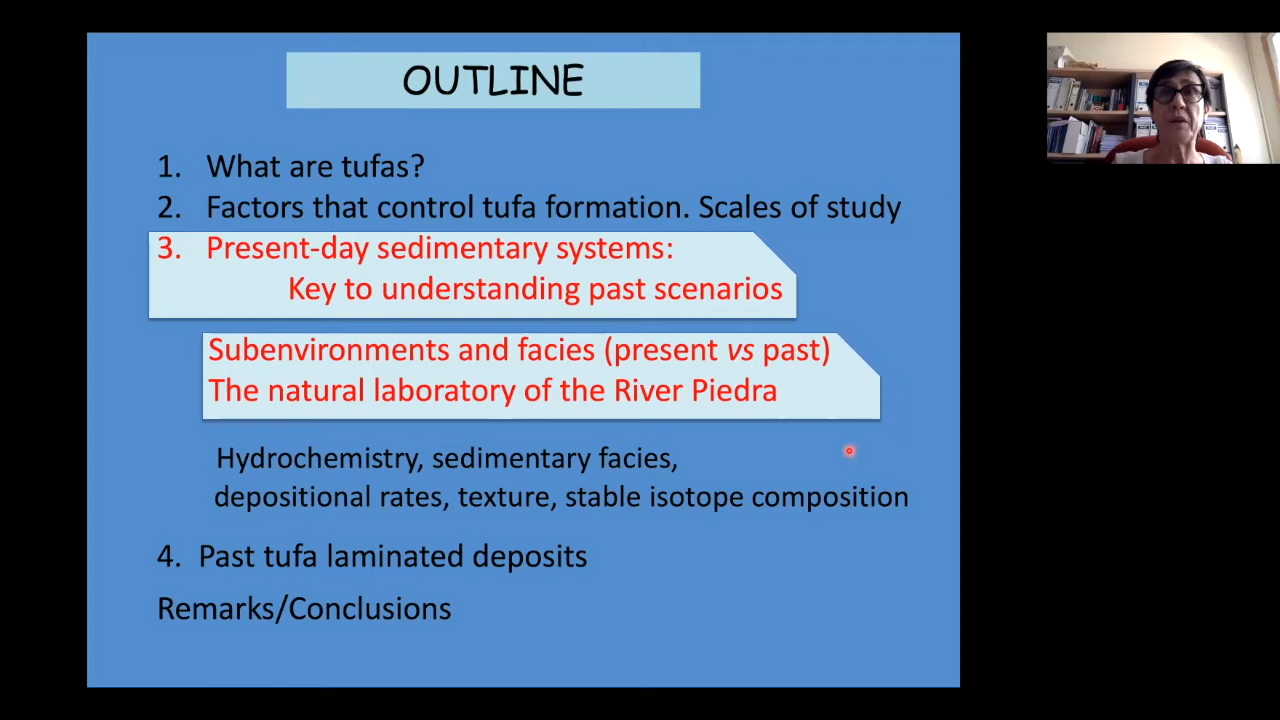 OUTLINE
1. What are tufas?
2. Factors that control tufa formation. Scales of study
3. Present-day sedimentary systems:
Key to understanding past scenarios
Subenvironments and facies (present vs past)
The natural laboratory of the River Piedra
Hydrochemistry, sedimentary facies,
depositional rates, texture, stable isotope composition
4. Past tufa laminated deposits
Remarks/Conclusions